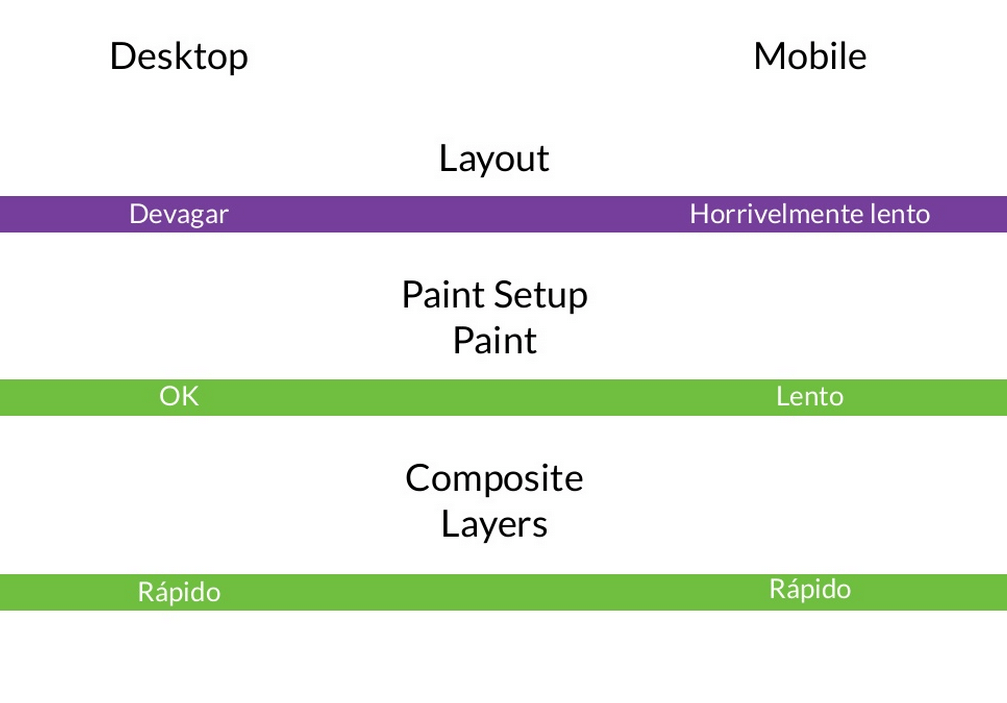 Desktop
Mobile
Layout
Devagar
Horrivelmente lento
Paint Setup
Paint
OK
Lento
Composite
Layers
Rápido
Rápido